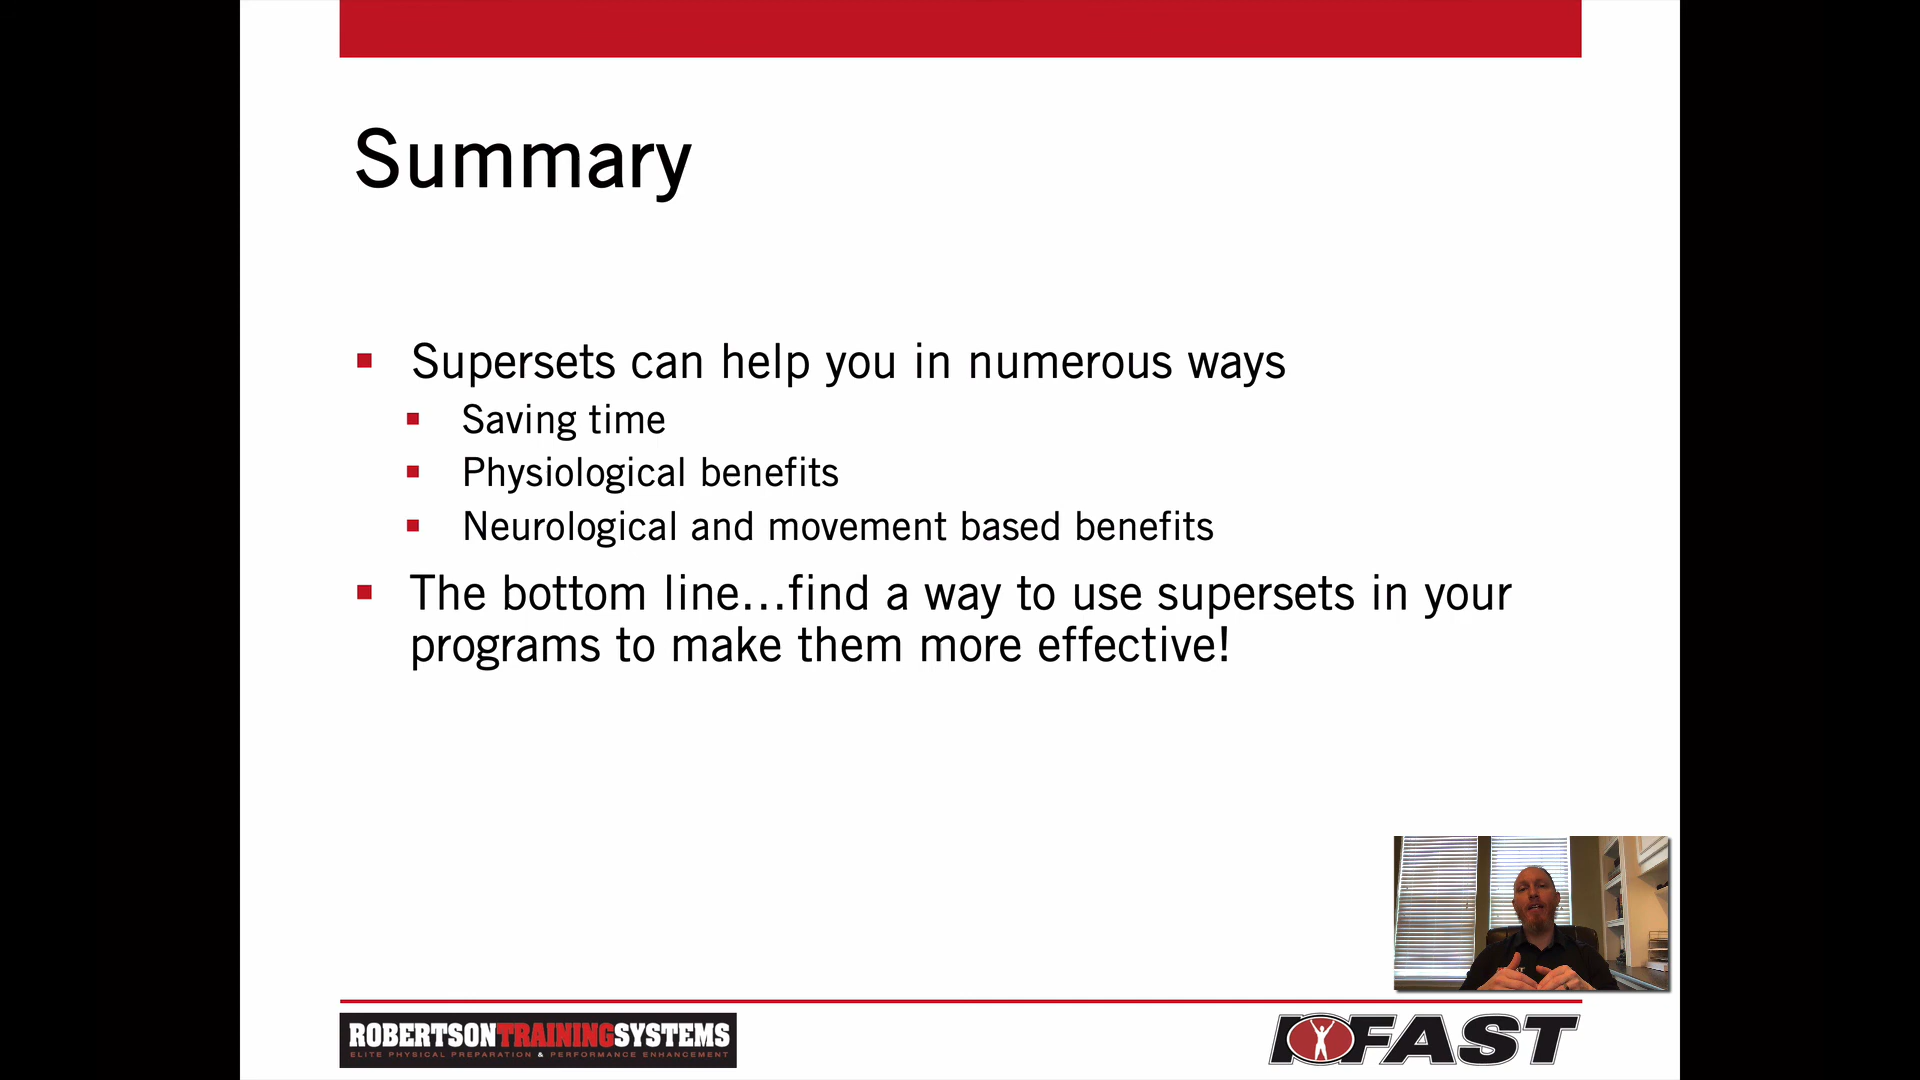 Summary
Supersets can help you in numerous ways
Saving time
Physiological benefits
Neurological and movement based benefits
The bottom line...find a way to use supersets in your
programs to make them more effective!
ROBERTSONTRAININGSYSTEMS
ELITE PHYSICAL PREPARATION & PERFORMANCE ENHANCEMENT
IFAST